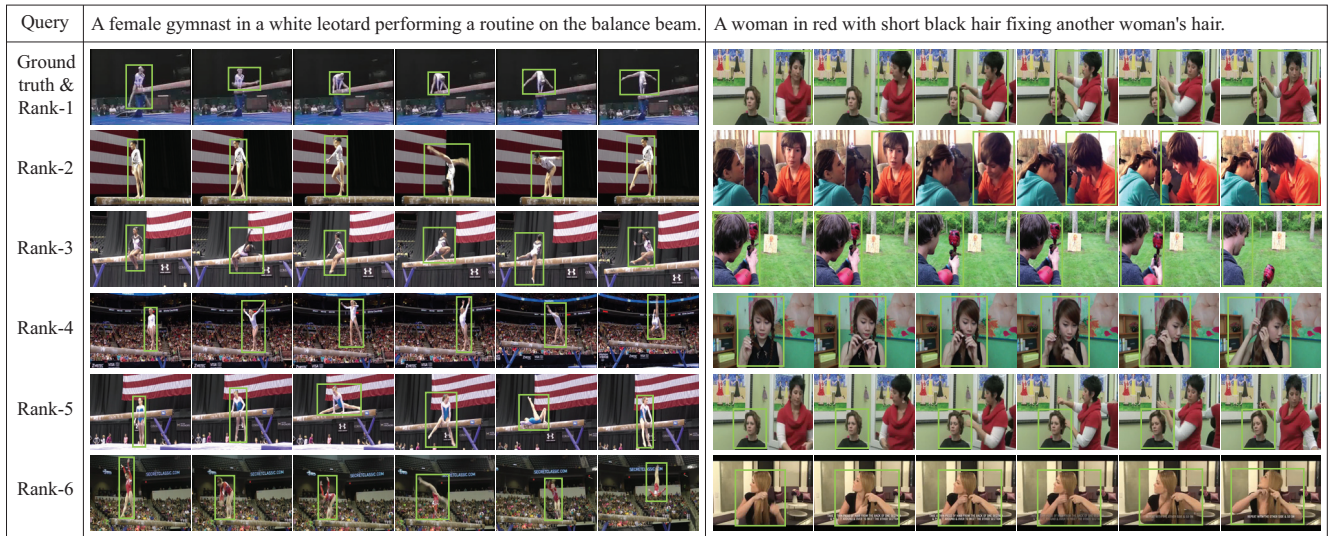 Query
A female gymnast in a white leotard performing a routine on the balance beam.
A woman in red with short black hair fixing another woman's hair.
Ground
truth &
Rank-1
Rank-2
Rank-3
Rank-4
Rank-5
Rank-6
SECRETCLASSIC.COM